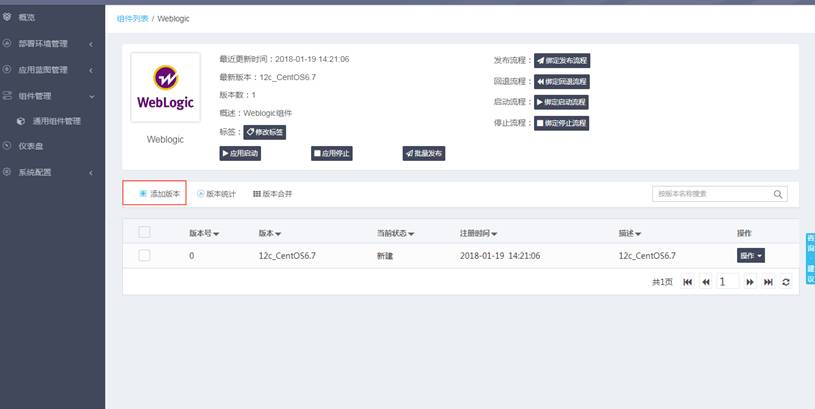 概览
部署环境管理
应用蓝图管理
组件管理
通用组件管理
仪表盘
系统配置
组件列表 / Weblogic
WebLogic
Weblogic
最近更新时间：2018-01-19 14:21:06
最新版本：12c_CentOS6.7
版本数：1
概述：Weblogic组件
标签： 修改标签
应用启动 应用停止 批量发布
发布流程： 绑定发布流程
回退流程： 绑定回退流程
启动流程： 绑定启动流程
停止流程： 绑定停止流程
添加版本 版本统计 版本合并 按版本名称搜索
版本号 版本 当前状态 注册时间 描述 操作
0 12c_CentOS6.7 新建 2018-01-19 14:21:06 12c_CentOS6.7 操作
共1页 1
咨询·建议